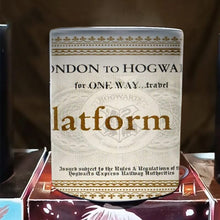 ONDON TO HOGWA
for ONE WAY...travel
HOGWARTS
latform
Issued subject to the Rules & Regulations of t
Hogwarts Express Railway Authorities